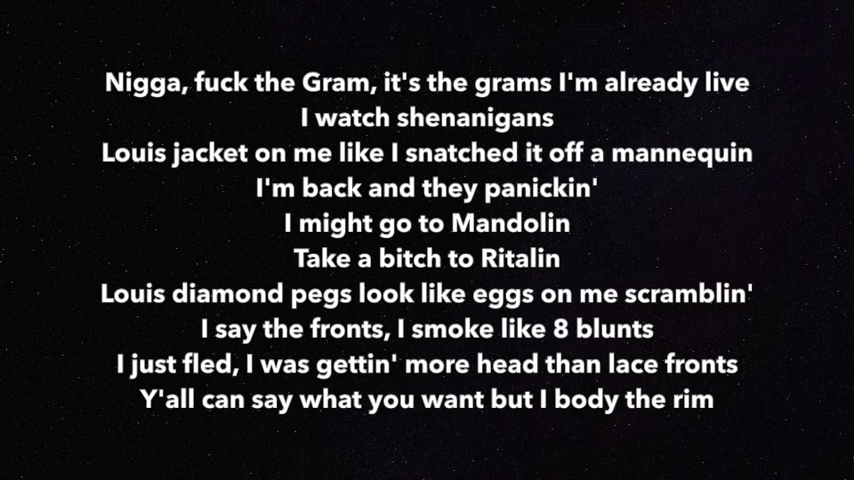 Nigga, fuck the Gram, it's the grams I'm already live
I watch shenanigans
Louis jacket on me like I snatched it off a mannequin
I'm back and they panickin'
I might go to Mandolin
Take a bitch to Ritalin
Louis diamond pegs look like eggs on me scramblin'
I say the fronts, I smoke like 8 blunts
I just fled, I was gettin' more head than lace fronts
Y'all can say what you want but I body the rim